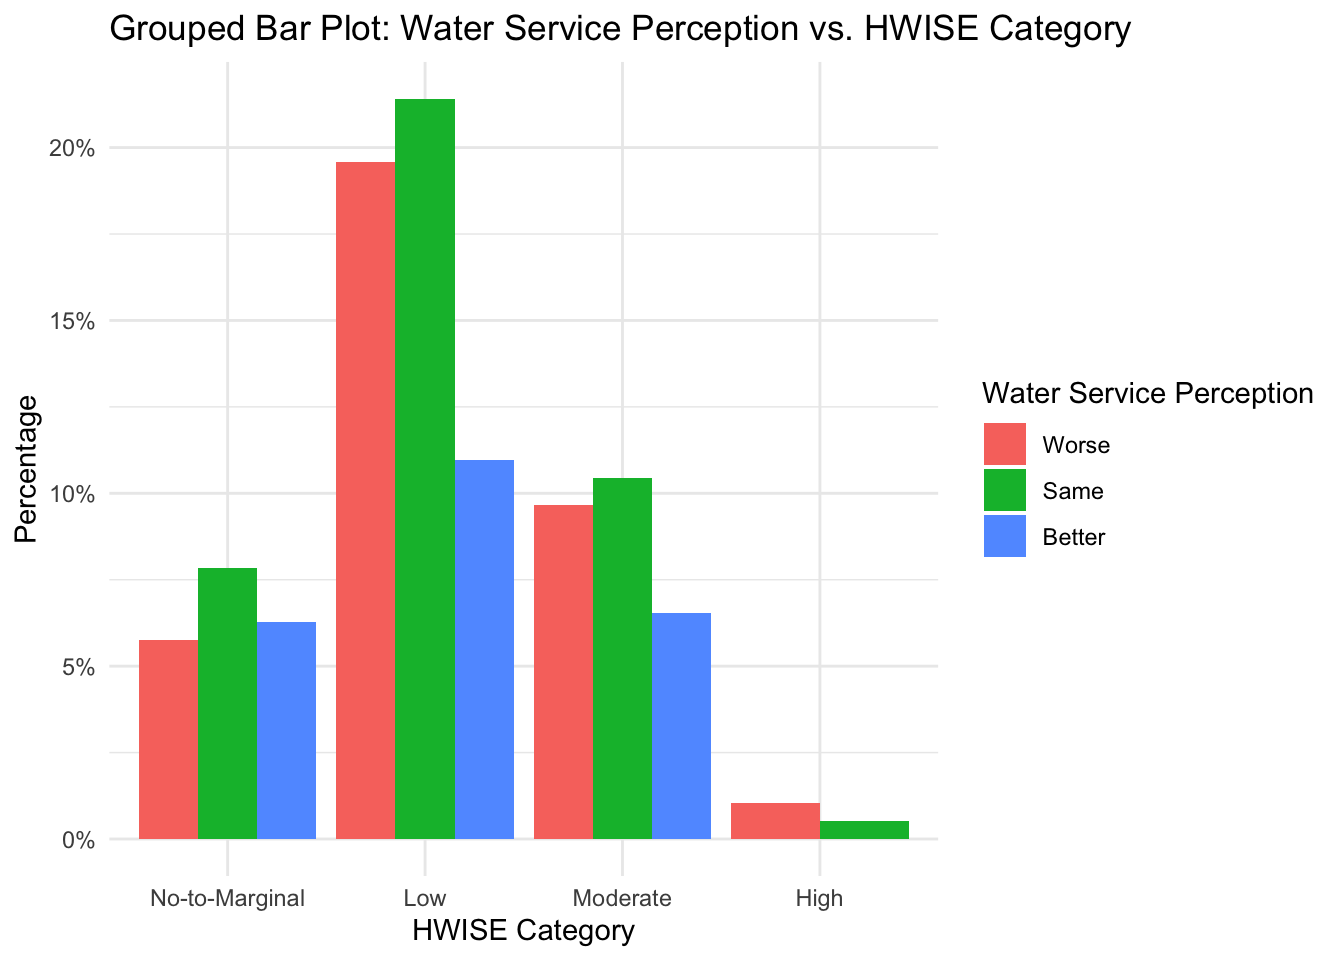 Grouped Bar Plot: Water Service Perception vs. HWISE Category
Percentage
20%
15%
10%
5%
0%
No-to-Marginal
Low
Moderate
High
HWISE Category
Water Service Perception
Worse
Same
Better